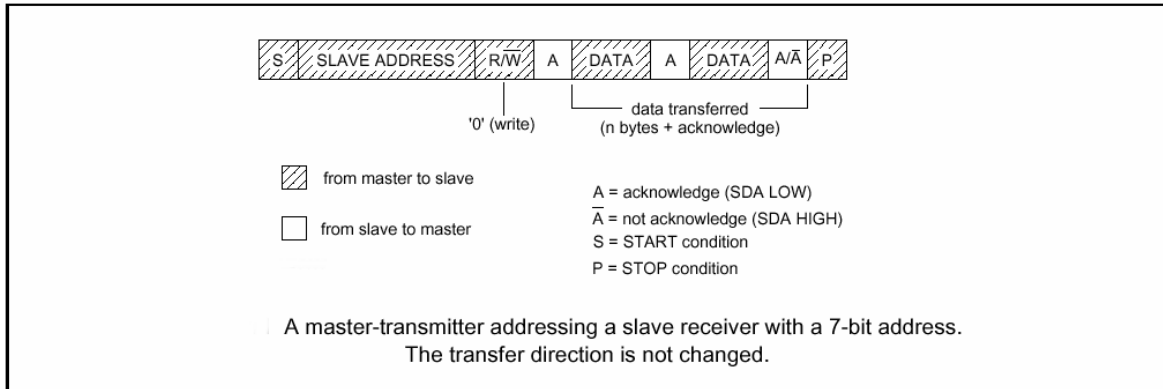 S SLAVE ADDRESS R/W̅ A DATA A DATA A/A̅ P
data transferred
'0' (write) (n bytes + acknowledge)
from master to slave
from slave to master
A = acknowledge (SDA LOW)
A̅ = not acknowledge (SDA HIGH)
S = START condition
P = STOP condition
A master-transmitter addressing a slave receiver with a 7-bit address.
The transfer direction is not changed.